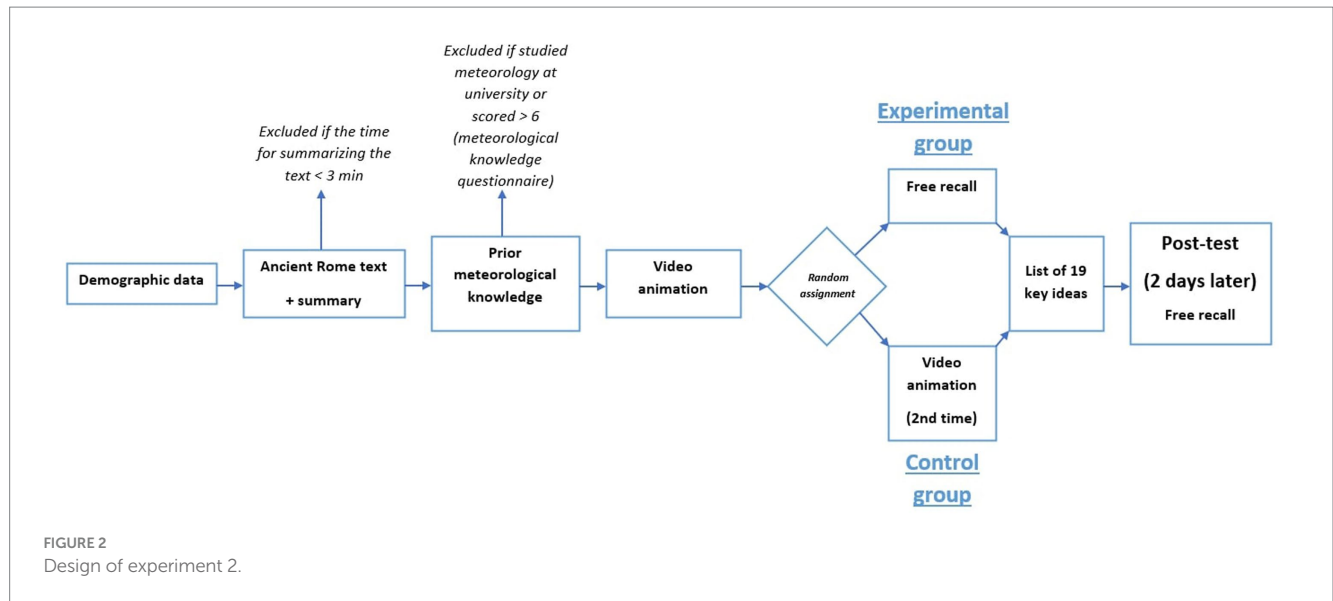 Excluded if studied
meteorology at
university or
scored > 6
(meteorological
knowledge
questionnaire)
Excluded if the time
for summarizing the
text < 3 min
Experimental
group
Free recall
Demographic data
Ancient Rome text
+ summary
Prior
meteorological
knowledge
Video
animation
Random
assignment
List of 19
key ideas
Post-test
(2 days later)
Free recall
Video
animation
(2nd time)
Control
group
FIGURE 2
Design of experiment 2.